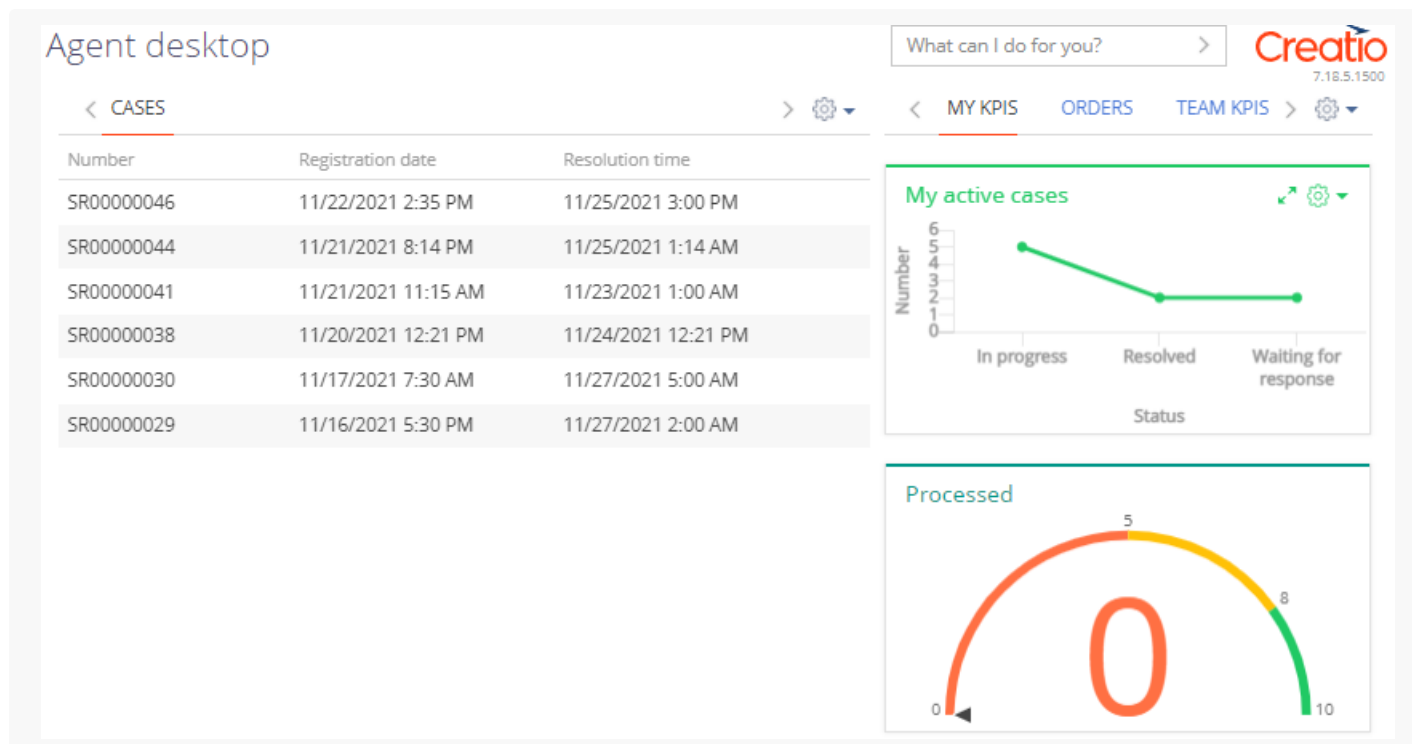 Agent desktop
What can I do for you?
Creatio
7.18.5.1500
CASES
Number Registration date Resolution time
SR00000046 11/22/2021 2:35 PM 11/25/2021 3:00 PM
SR00000044 11/21/2021 8:14 PM 11/25/2021 1:14 AM
SR00000041 11/21/2021 11:15 AM 11/23/2021 1:00 AM
SR00000038 11/20/2021 12:21 PM 11/24/2021 12:21 PM
SR00000030 11/17/2021 7:30 AM 11/27/2021 5:00 AM
SR00000029 11/16/2021 5:30 PM 11/27/2021 2:00 AM
MY KPIS ORDERS TEAM KPIS
My active cases
Number
6
5
4
3
2
1
0
In progress Resolved Waiting for
response
Status
Processed
5
8
0
0 10